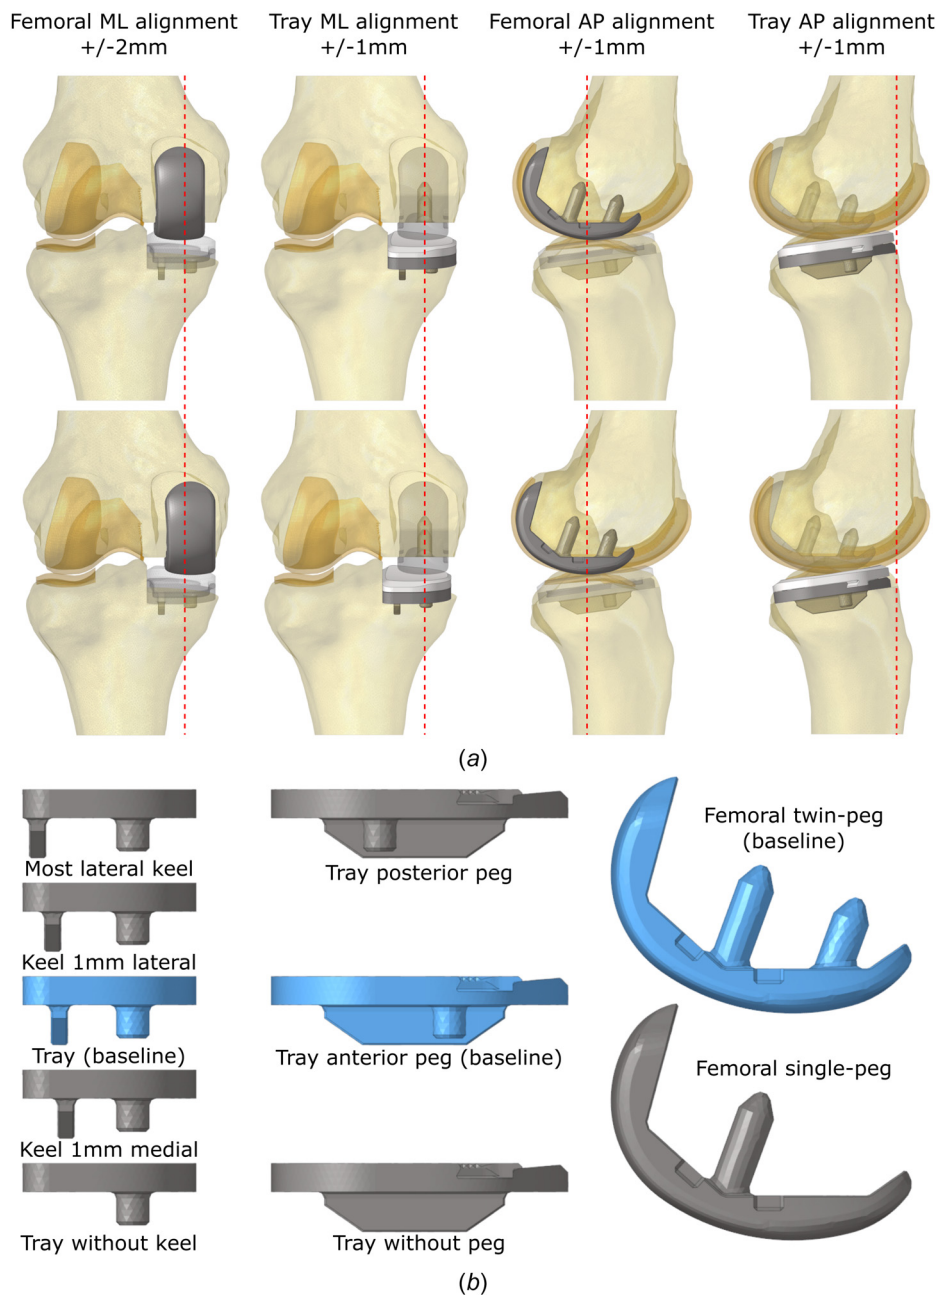 Femoral ML alignment
+/-2mm
Tray ML alignment
+/-1mm
Femoral AP alignment
+/-1mm
Tray AP alignment
+/-1mm
(a)
Most lateral keel
Keel 1mm lateral
Tray (baseline)
Keel 1mm medial
Tray without keel
Tray posterior peg
Tray anterior peg (baseline)
Tray without peg
Femoral twin-peg
(baseline)
Femoral single-peg
(b)